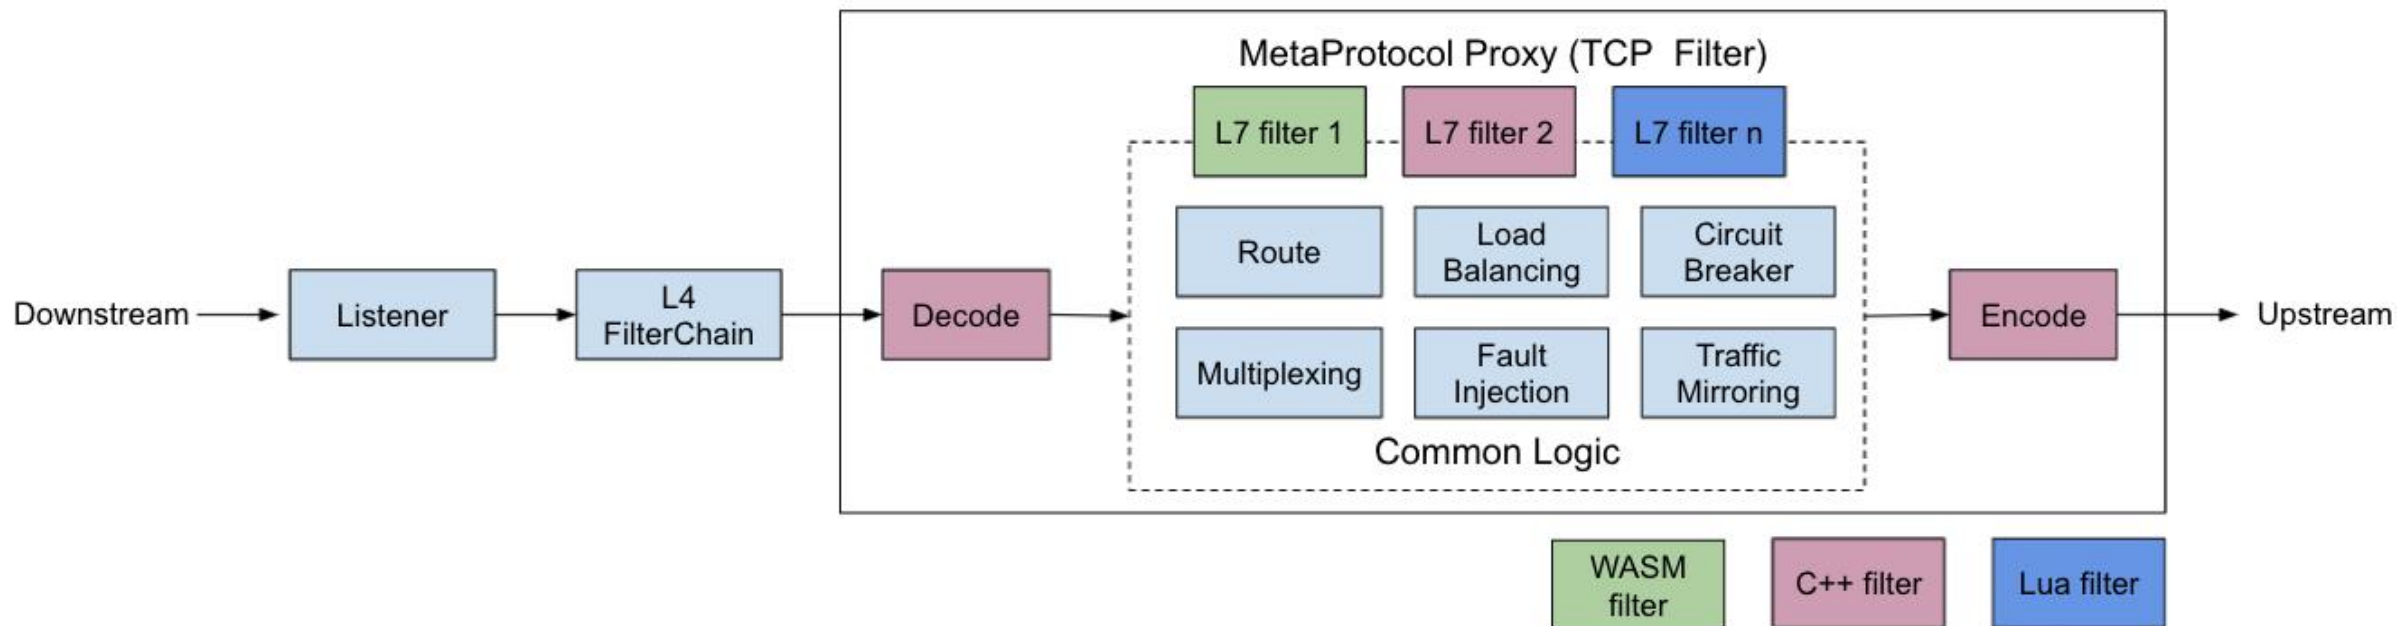 MetaProtocol Proxy (TCP Filter)
L7 filter 1
L7 filter 2
L7 filter n
Route
Load
Balancing
Circuit
Breaker
Downstream
Listener
L4
FilterChain
Decode
Encode
Upstream
Multiplexing
Fault
Injection
Traffic
Mirroring
Common Logic
WASM
filter
C++ filter
Lua filter